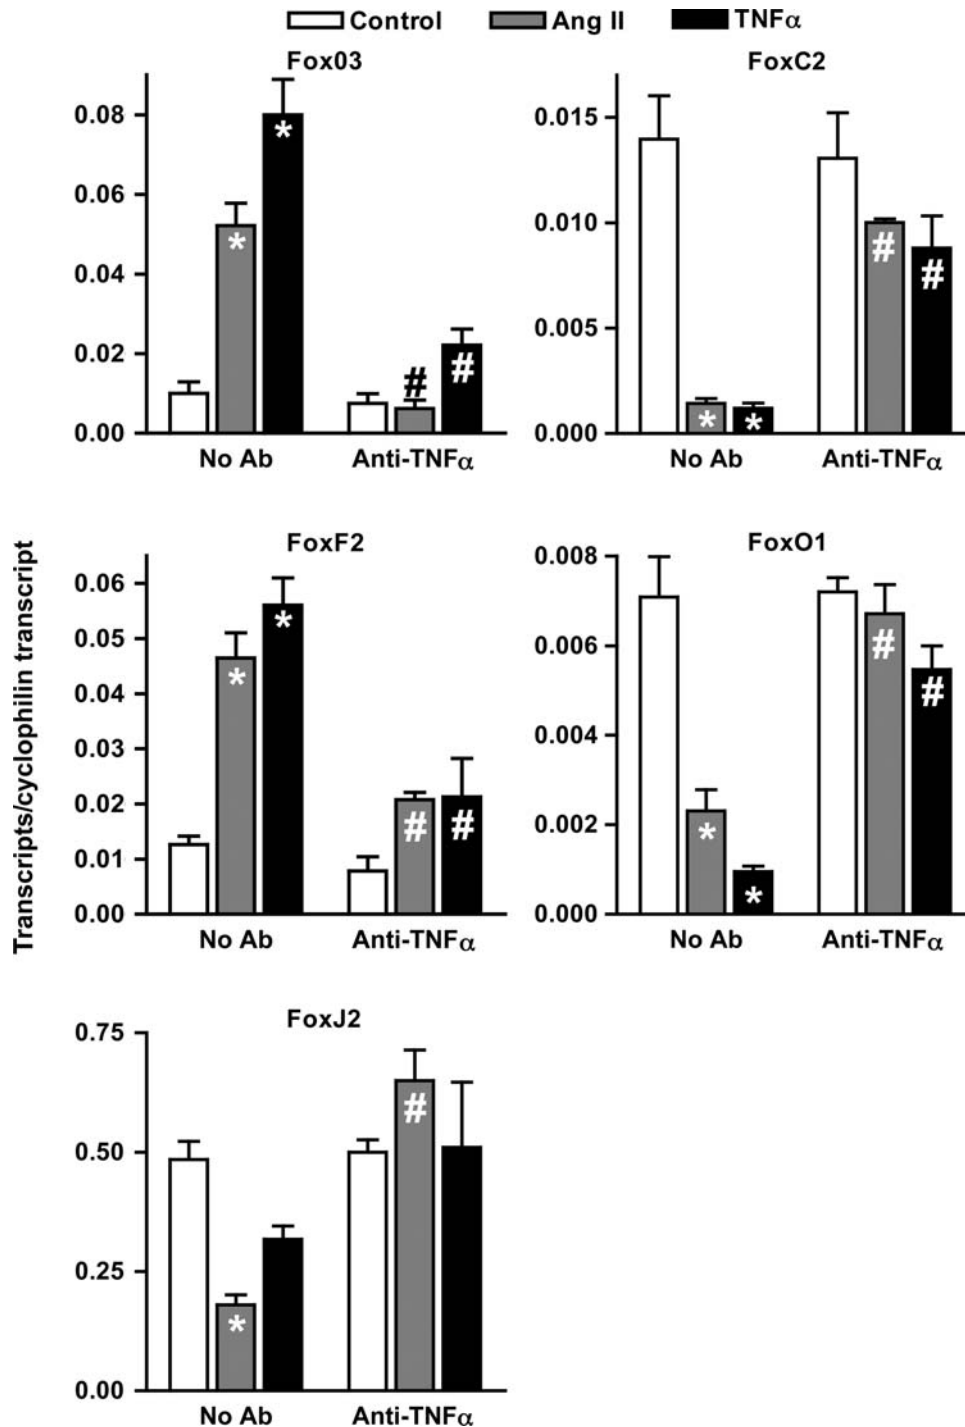 Control Ang II TNFα
Fox03
0.08
0.06
0.04
0.02
0.00
* * # #
No Ab Anti-TNFα
FoxC2
0.015
0.010
0.005
0.000
* * # #
No Ab Anti-TNFα
Transcripts/cyclophilin transcript
FoxF2
0.06
0.05
0.04
0.03
0.02
0.01
0.00
* * # #
No Ab Anti-TNFα
FoxO1
0.008
0.006
0.004
0.002
0.000
* * # #
No Ab Anti-TNFα
FoxJ2
0.75
0.50
0.25
0.00
* #
No Ab Anti-TNFα